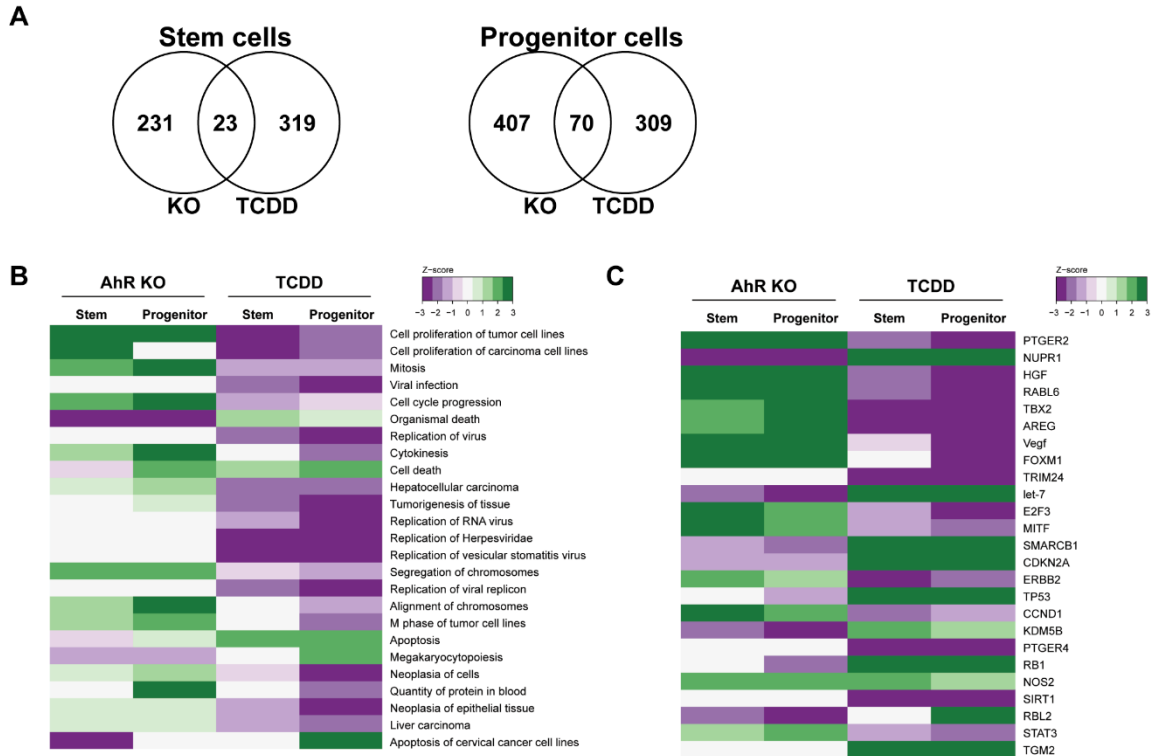 A
Stem cells
Progenitor cells
231 23 319
407 70 309
KO TCDD
KO TCDD
B
AhR KO TCDD
Z-score
-3 -2 -1 0 1 2 3
Stem Progenitor Stem Progenitor
Cell proliferation of tumor cell lines
Cell proliferation of carcinoma cell lines
Mitosis
Viral infection
Cell cycle progression
Organismal death
Replication of virus
Cytokinesis
Cell death
Hepatocellular carcinoma
Tumorigenesis of tissue
Replication of RNA virus
Replication of Herpesviridae
Replication of vesicular stomatitis virus
Segregation of chromosomes
Replication of viral replicon
Alignment of chromosomes
M phase of tumor cell lines
Apoptosis
Megakaryocytopoiesis
Neoplasia of cells
Quantity of protein in blood
Neoplasia of epithelial tissue
Liver carcinoma
Apoptosis of cervical cancer cell lines
C
AhR KO TCDD
Z-score
-3 -2 -1 0 1 2 3
Stem Progenitor Stem Progenitor
PTGER2
NUPR1
HGF
RABL6
TBX2
AREG
Vegf
FOXM1
TRIM24
let-7
E2F3
MITF
SMARCB1
CDKN2A
ERBB2
TP53
CCND1
KDM5B
PTGER4
RB1
NOS2
SIRT1
RBL2
STAT3
TGM2